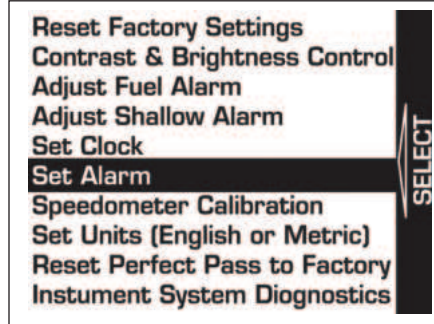 Reset Factory Settings
Contrast & Brightness Control
Adjust Fuel Alarm
Adjust Shallow Alarm
Set Clock
Set Alarm
Speedometer Calibration
Set Units (English or Metric)
Reset Perfect Pass to Factory
Instument System Diognostics
SELECT